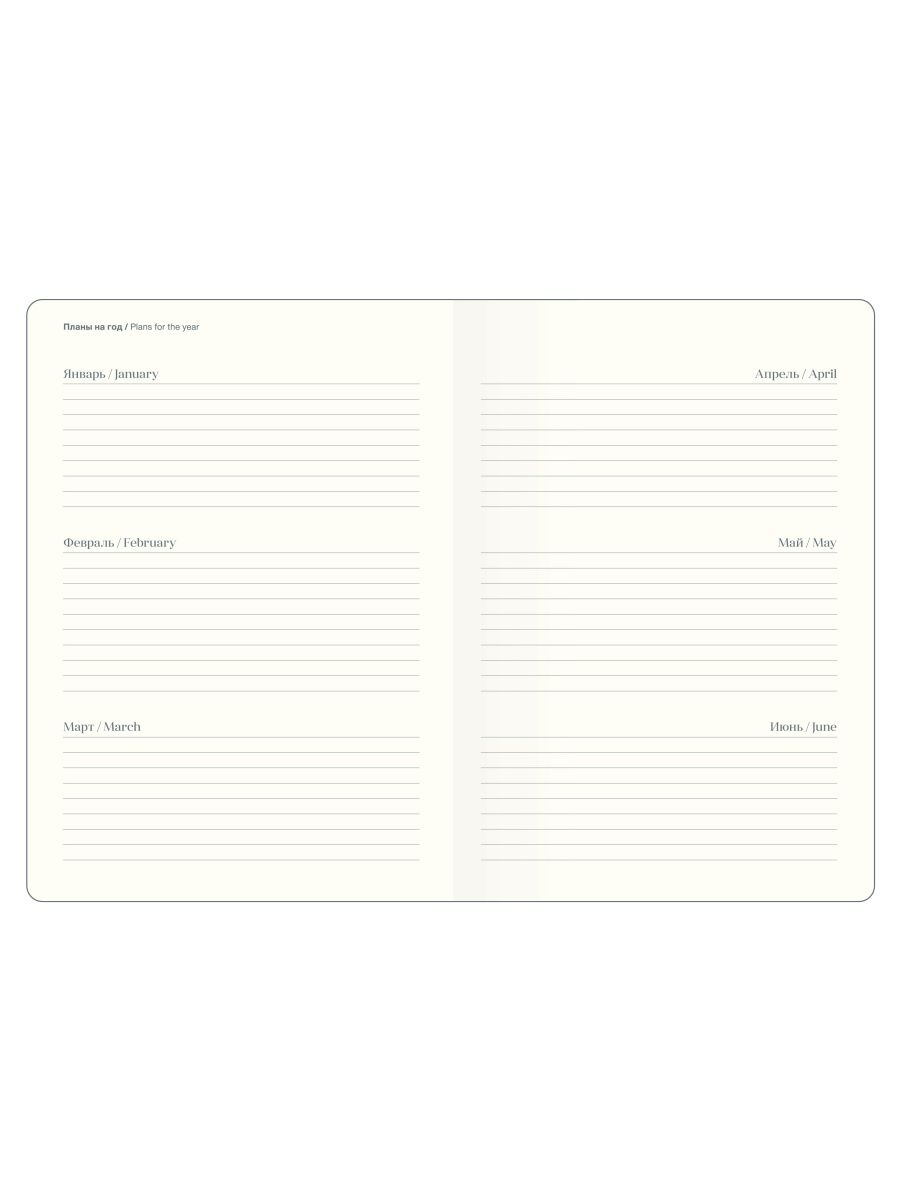 Планы на год / Plans for the year
Январь / January
Февраль / February
Март / March
Апрель / April
Май / May
Июнь / June